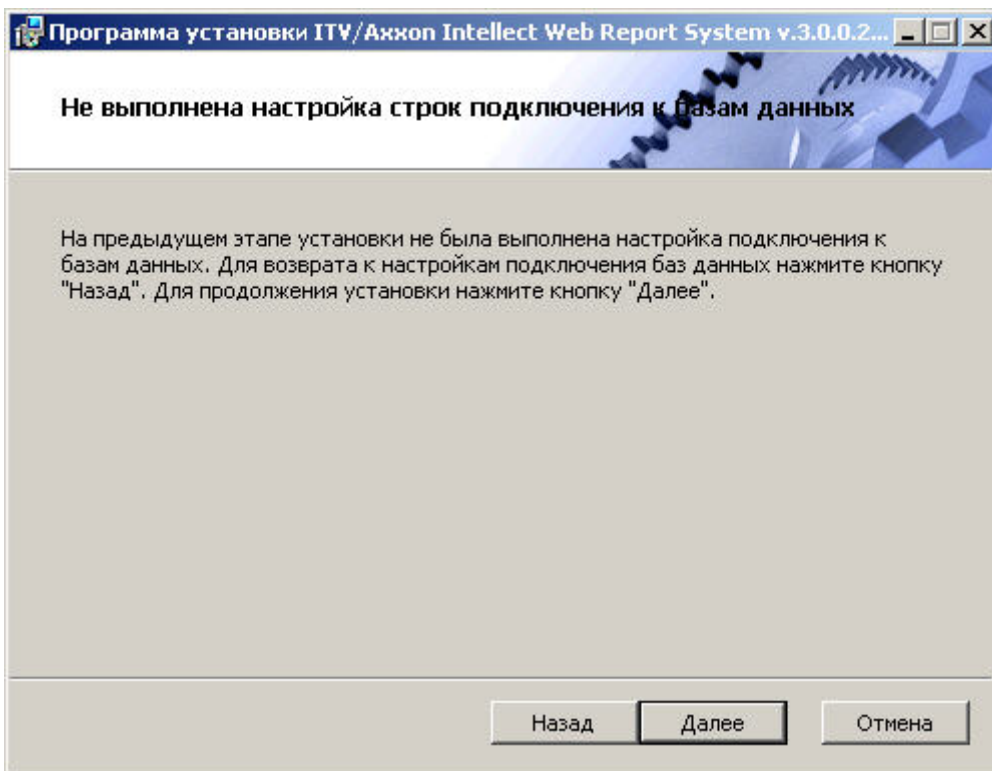 Программа установки ITV/Axxon Intellect Web Report System v.3.0.0.2...
Не выполнена настройка строк подключения к базам данных
На предыдущем этапе установки не была выполнена настройка подключения к
базам данных. Для возврата к настройкам подключения баз данных нажмите кнопку
"Назад". Для продолжения установки нажмите кнопку "Далее".
Назад Далее Отмена